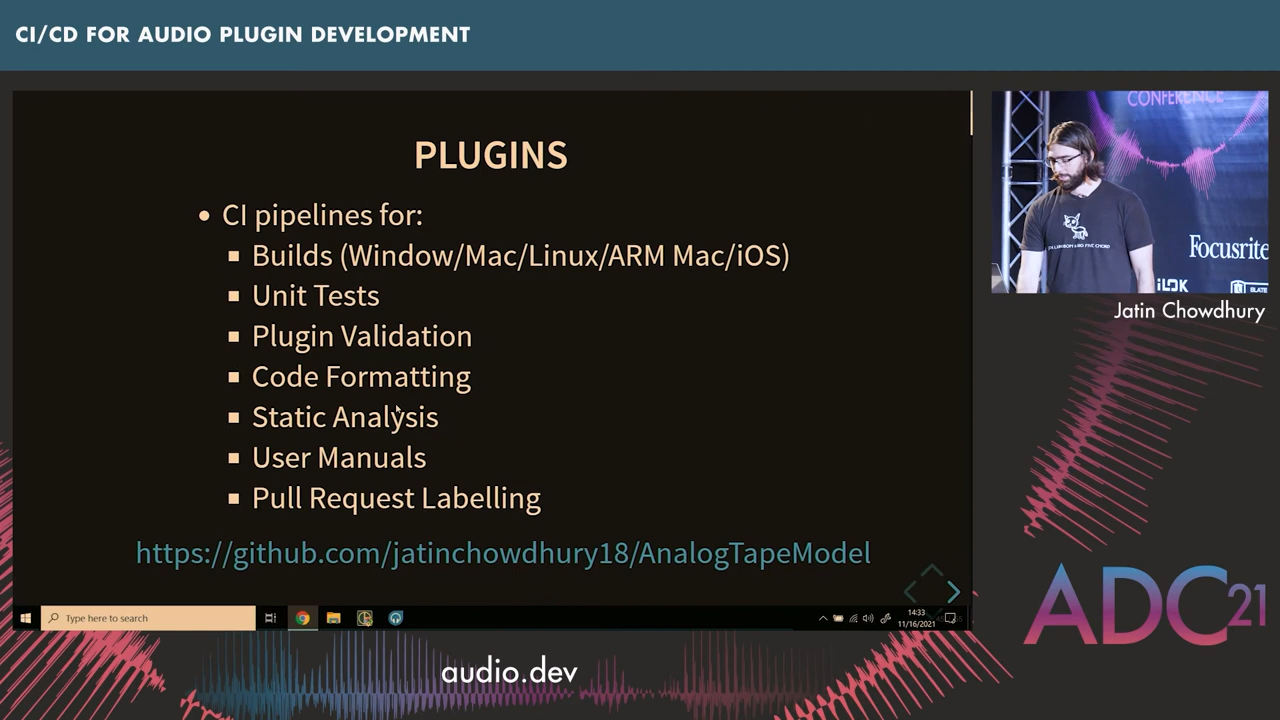 CI/CD FOR AUDIO PLUGIN DEVELOPMENT
PLUGINS
• CI pipelines for:
▪ Builds (Window/Mac/Linux/ARM Mac/iOS)
▪ Unit Tests
▪ Plugin Validation
▪ Code Formatting
▪ Static Analysis
▪ User Manuals
▪ Pull Request Labelling
https://github.com/jatinchowdhury18/AnalogTapeModel
Type here to search
14:33
11/16/2021
CONFERENCE
Focusrite
iLOK
SLATE
Jatin Chowdhury
ADC21
audio.dev